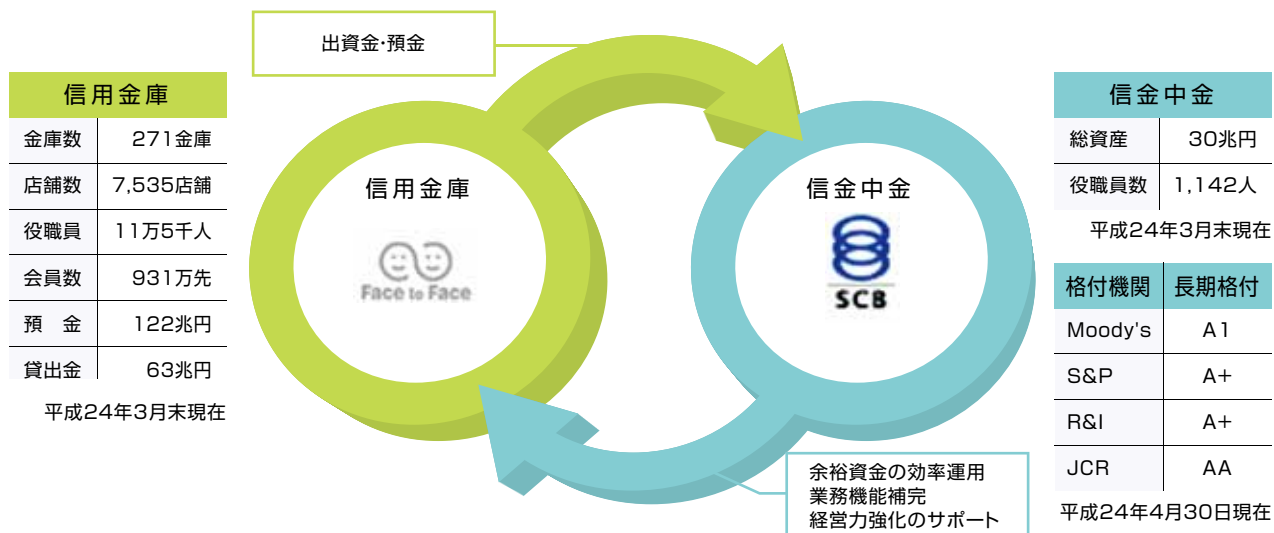 出資金・預金
信用金庫
金庫数 271金庫
店舗数 7,535店舗
役職員 11万5千人
会員数 931万先
預　金 122兆円
貸出金 63兆円
平成24年3月末現在
信用金庫
Face to Face
信金中金
SCB
余裕資金の効率運用
業務機能補完
経営力強化のサポート
信金中金
総資産 30兆円
役職員数 1,142人
平成24年3月末現在
格付機関 長期格付
Moody's A1
S&P A+
R&I A+
JCR AA
平成24年4月30日現在